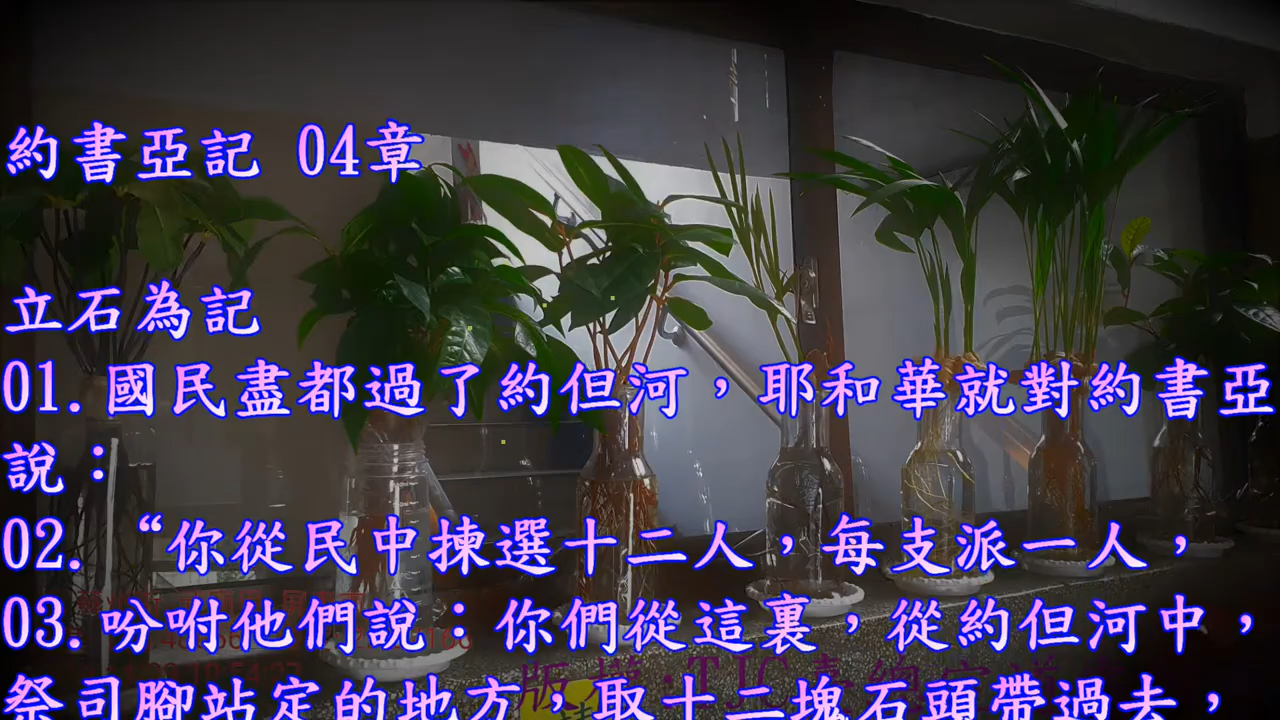 約書亞記 04章
立石為記
01.國民盡都過了約但河，耶和華就對約書亞
說：
02.“你從民中揀選十二人，每支派一人，
03.吩咐他們說：你們從這裏，從約但河中，
祭司腳站定的地方，取十二塊石頭帶過去，